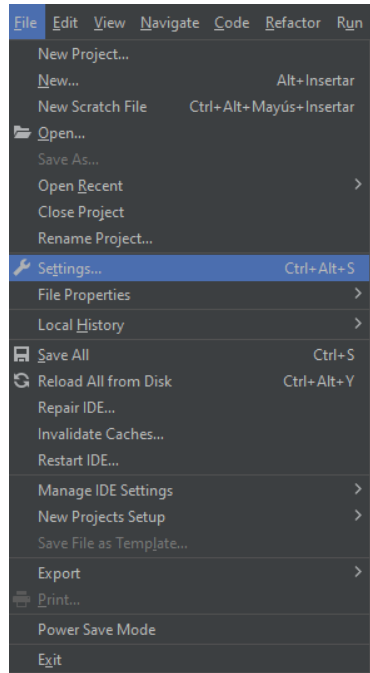 File Edit View Navigate Code Refactor Run
New Project...
New... Alt+Insertar
New Scratch File Ctrl+Alt+Mayús+Insertar
Open...
Save As...
Open Recent
Close Project
Rename Project...
Settings... Ctrl+Alt+S
File Properties
Local History
Save All Ctrl+S
Reload All from Disk Ctrl+Alt+Y
Repair IDE...
Invalidate Caches...
Restart IDE...
Manage IDE Settings
New Projects Setup
Save File as Template...
Export
Print...
Power Save Mode
Exit